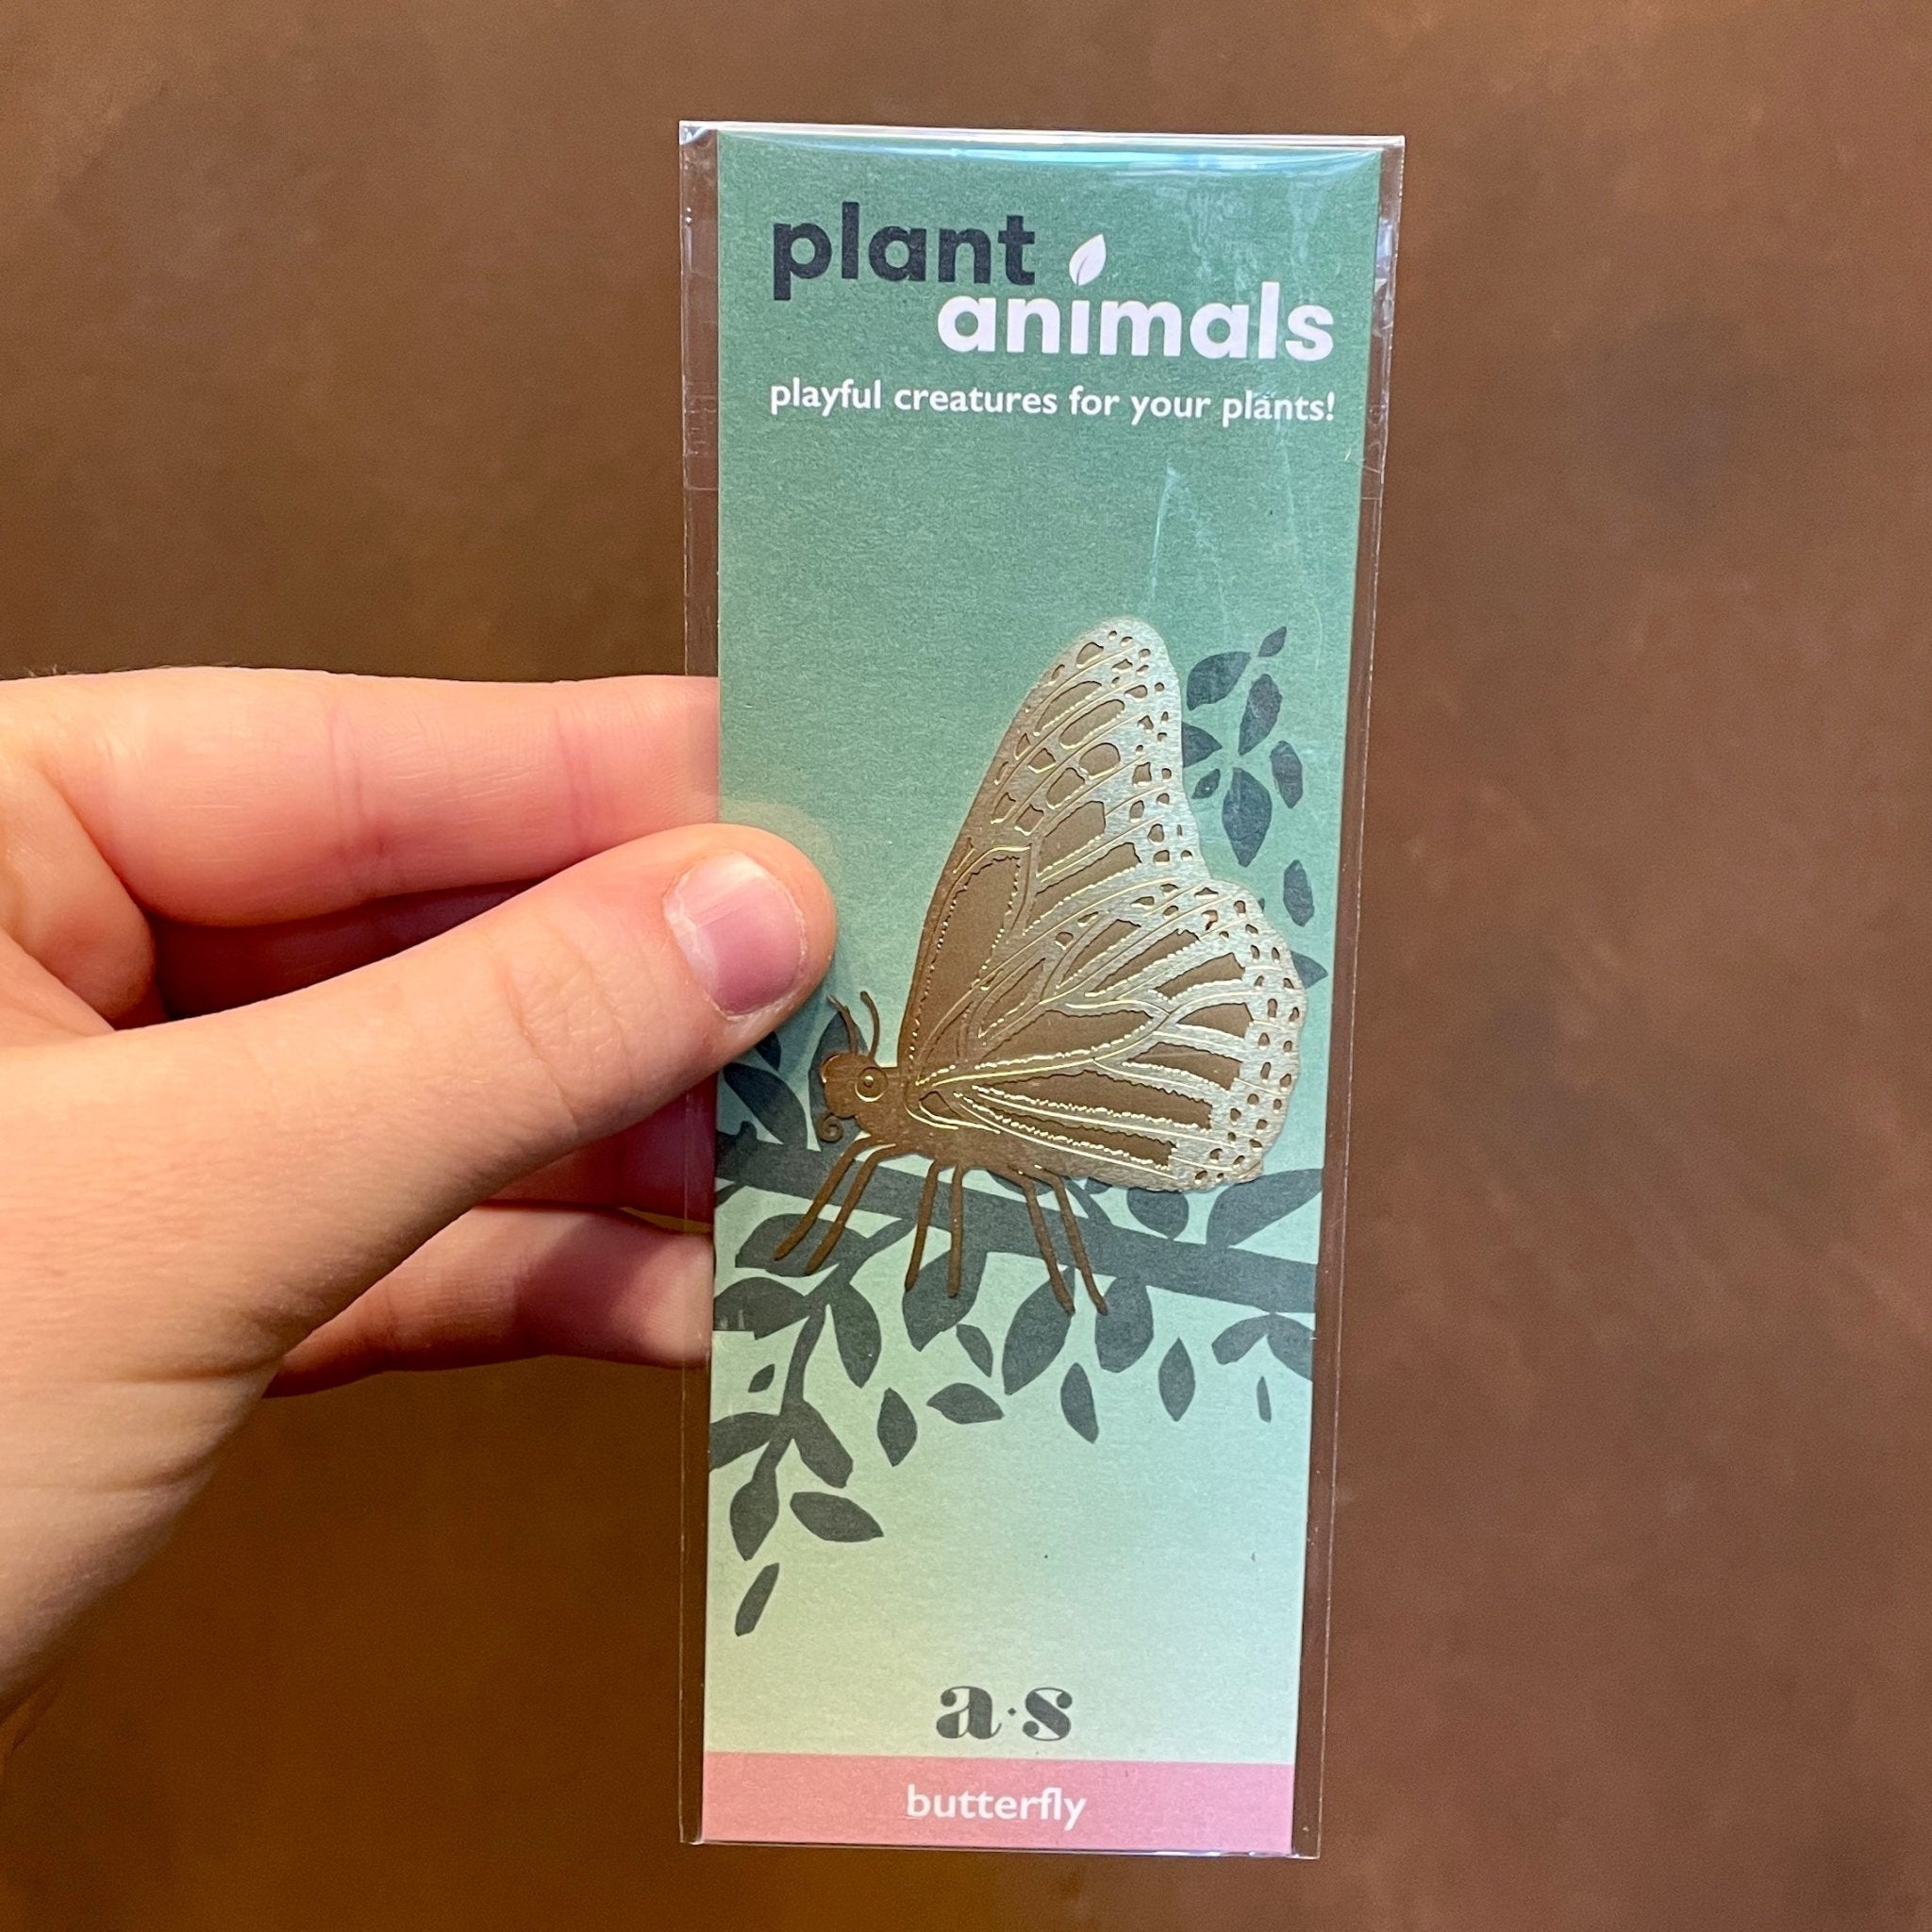 plant
animals
playful creatures for your plants!
a·s
butterfly